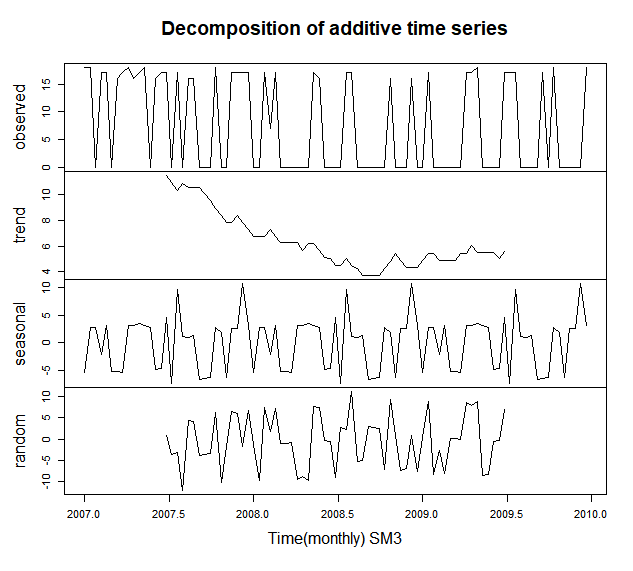 Decomposition of additive time series
observed
0 5 10 15
trend
4 6 8 10
seasonal
-5 0 5 10
random
-10 -5 0 5 10
2007.0 2007.5 2008.0 2008.5 2009.0 2009.5 2010.0
Time(monthly) SM3